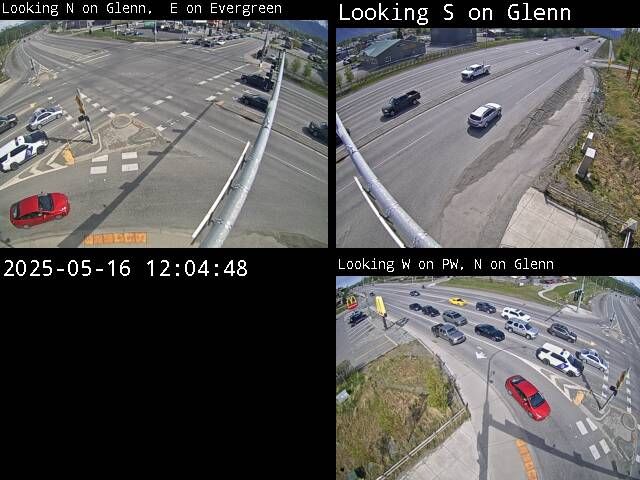 Looking N on Glenn,  E on Evergreen
Looking S on Glenn
2025-05-16 12:04:48
Looking W on PW, N on Glenn